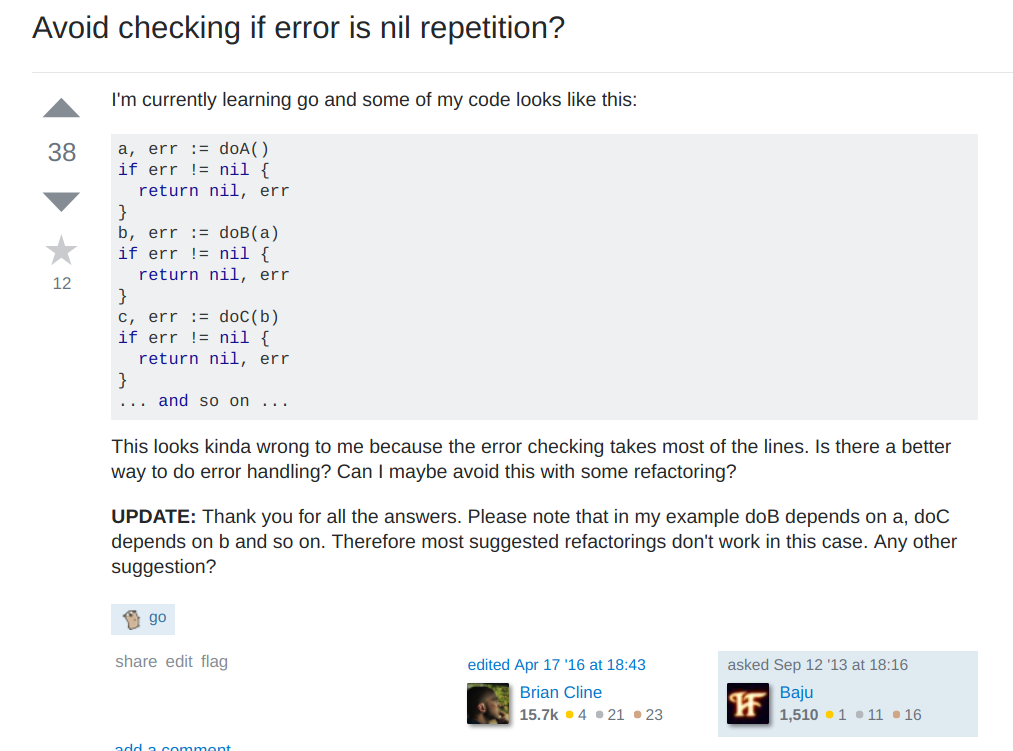 Avoid checking if error is nil repetition?
I'm currently learning go and some of my code looks like this:
38
12
a, err := doA()
if err != nil {
  return nil, err
}
b, err := doB(a)
if err != nil {
  return nil, err
}
c, err := doC(b)
if err != nil {
  return nil, err
}
... and so on ...
This looks kinda wrong to me because the error checking takes most of the lines. Is there a better
way to do error handling? Can I maybe avoid this with some refactoring?
UPDATE: Thank you for all the answers. Please note that in my example doB depends on a, doC
depends on b and so on. Therefore most suggested refactorings don't work in this case. Any other
suggestion?
go
share edit flag
edited Apr 17 '16 at 18:43
Brian Cline
15.7k 4 21 23
asked Sep 12 '13 at 18:16
Baju
1,510 1 11 16
add a comment